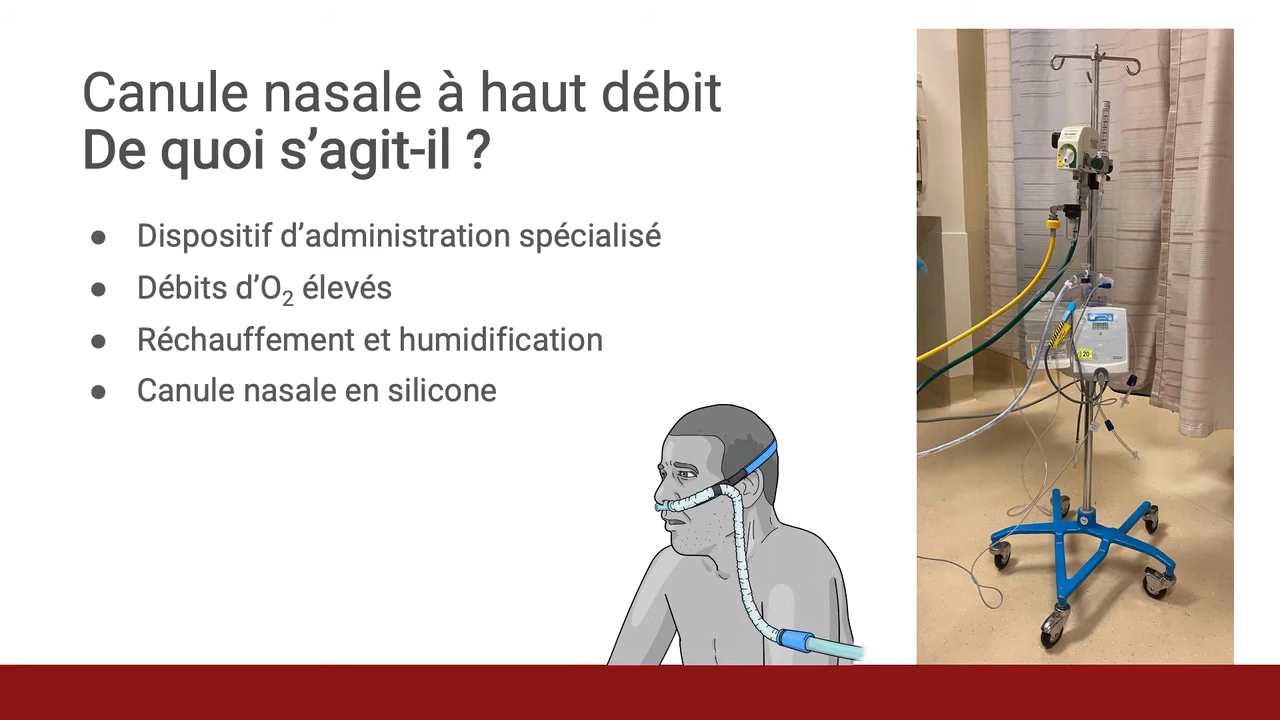 Canule nasale à haut débit
De quoi s’agit-il ?
● Dispositif d’administration spécialisé
● Débits d’O₂ élevés
● Réchauffement et humidification
● Canule nasale en silicone